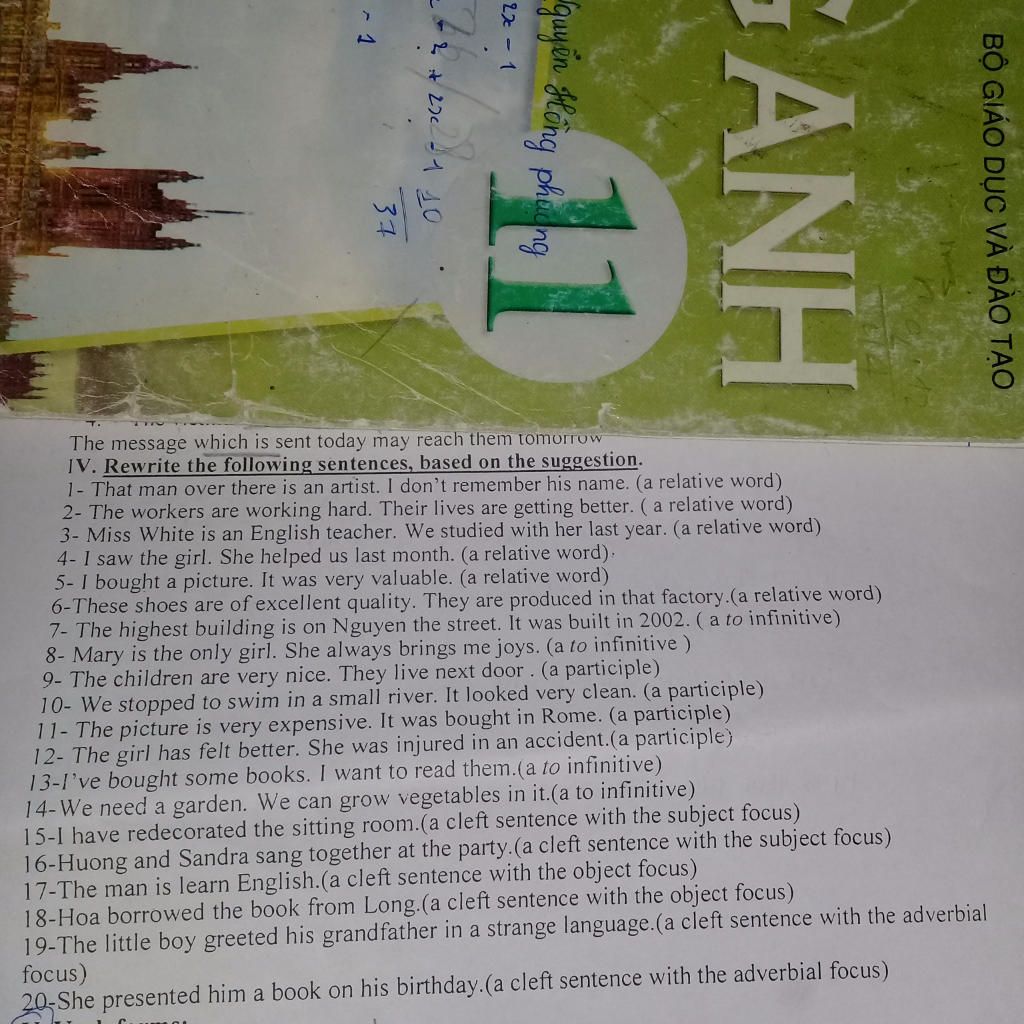 BỘ GIÁO DỤC VÀ ĐÀO TẠO
G ANH
11
Nguyễn Hồng phượng
2x - 1
+ 2x - 1
10
37
- 1
The message which is sent today may reach them tomorrow
IV. Rewrite the following sentences, based on the suggestion.
1- That man over there is an artist. I don't remember his name. (a relative word)
2- The workers are working hard. Their lives are getting better. ( a relative word)
3- Miss White is an English teacher. We studied with her last year. (a relative word)
4- I saw the girl. She helped us last month. (a relative word)
5- I bought a picture. It was very valuable. (a relative word)
6-These shoes are of excellent quality. They are produced in that factory.(a relative word)
7- The highest building is on Nguyen the street. It was built in 2002. ( a to infinitive)
8- Mary is the only girl. She always brings me joys. (a to infinitive )
9- The children are very nice. They live next door . (a participle)
10- We stopped to swim in a small river. It looked very clean. (a participle)
11- The picture is very expensive. It was bought in Rome. (a participle)
12- The girl has felt better. She was injured in an accident.(a participle)
13-I've bought some books. I want to read them.(a to infinitive)
14-We need a garden. We can grow vegetables in it.(a to infinitive)
15-I have redecorated the sitting room.(a cleft sentence with the subject focus)
16-Huong and Sandra sang together at the party.(a cleft sentence with the subject focus)
17-The man is learn English.(a cleft sentence with the object focus)
18-Hoa borrowed the book from Long.(a cleft sentence with the object focus)
19-The little boy greeted his grandfather in a strange language.(a cleft sentence with the adverbial
focus)
20-She presented him a book on his birthday.(a cleft sentence with the adverbial focus)